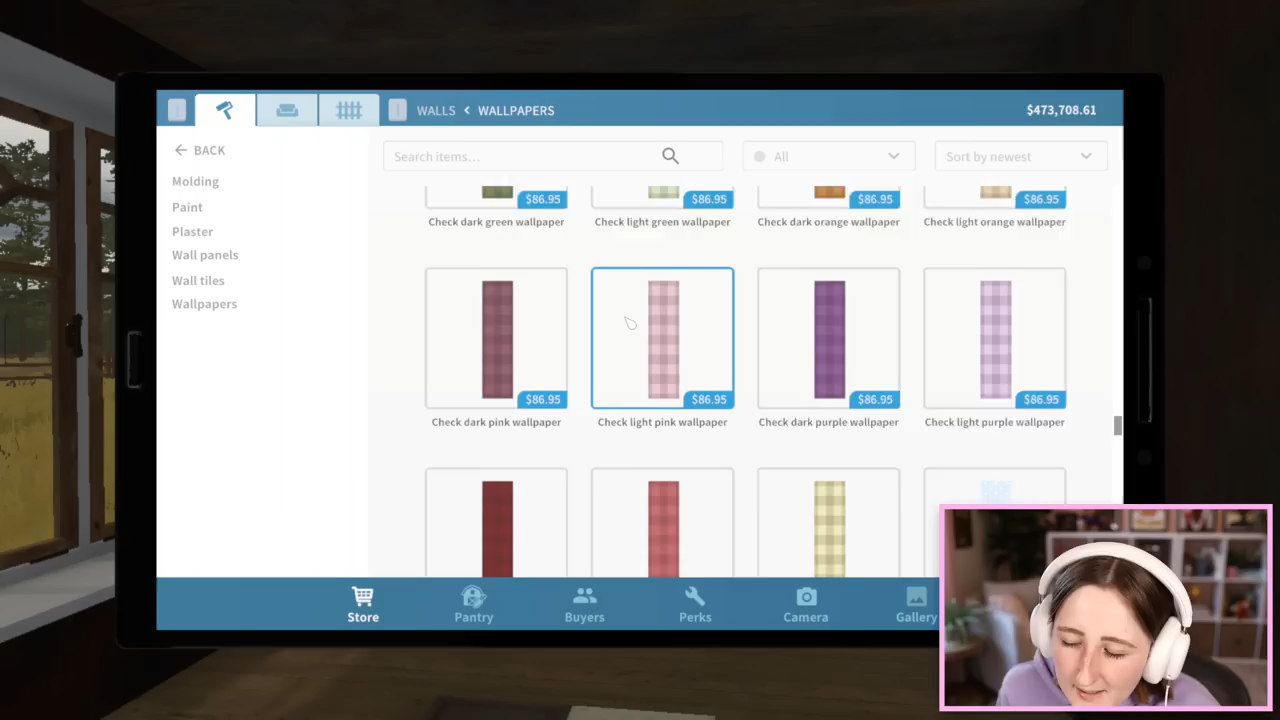 WALLS < WALLPAPERS
$473,708.61
BACK
Molding
Paint
Plaster
Wall panels
Wall tiles
Wallpapers
Search items...
All
Sort by newest
$86.95
$86.95
$86.95
$86.95
Check dark green wallpaper
Check light green wallpaper
Check dark orange wallpaper
Check light orange wallpaper
$86.95
$86.95
$86.95
$86.95
Check dark pink wallpaper
Check light pink wallpaper
Check dark purple wallpaper
Check light purple wallpaper
Store
Pantry
Buyers
Perks
Camera
Gallery